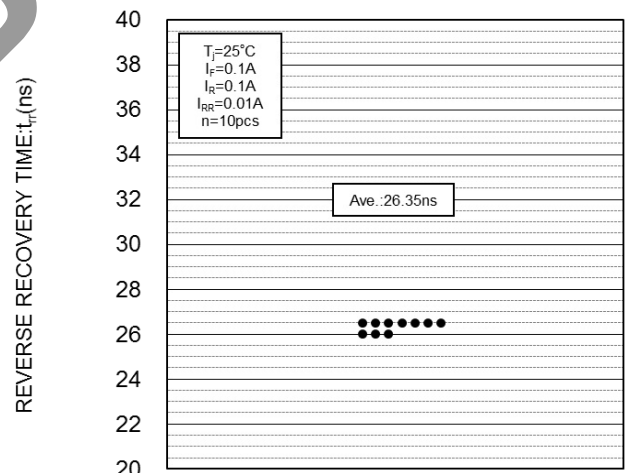 REVERSE RECOVERY TIME:trr(ns)
40
38
36
34
32
30
28
26
24
22
20
Tj=25°C
IF=0.1A
IR=0.1A
IRR=0.01A
n=10pcs
Ave.:26.35ns